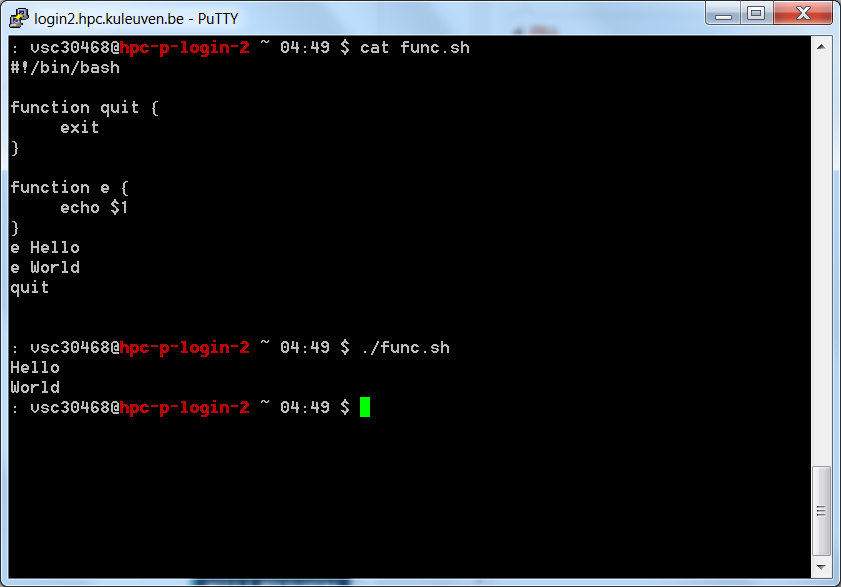 login2.hpc.kuleuven.be - PuTTY
: vsc30468@hpc-p-login-2 ~ 04:49 $ cat func.sh
#!/bin/bash
function quit {
     exit
}
function e {
     echo $1
}
e Hello
e World
quit
: vsc30468@hpc-p-login-2 ~ 04:49 $ ./func.sh
Hello
World
: vsc30468@hpc-p-login-2 ~ 04:49 $